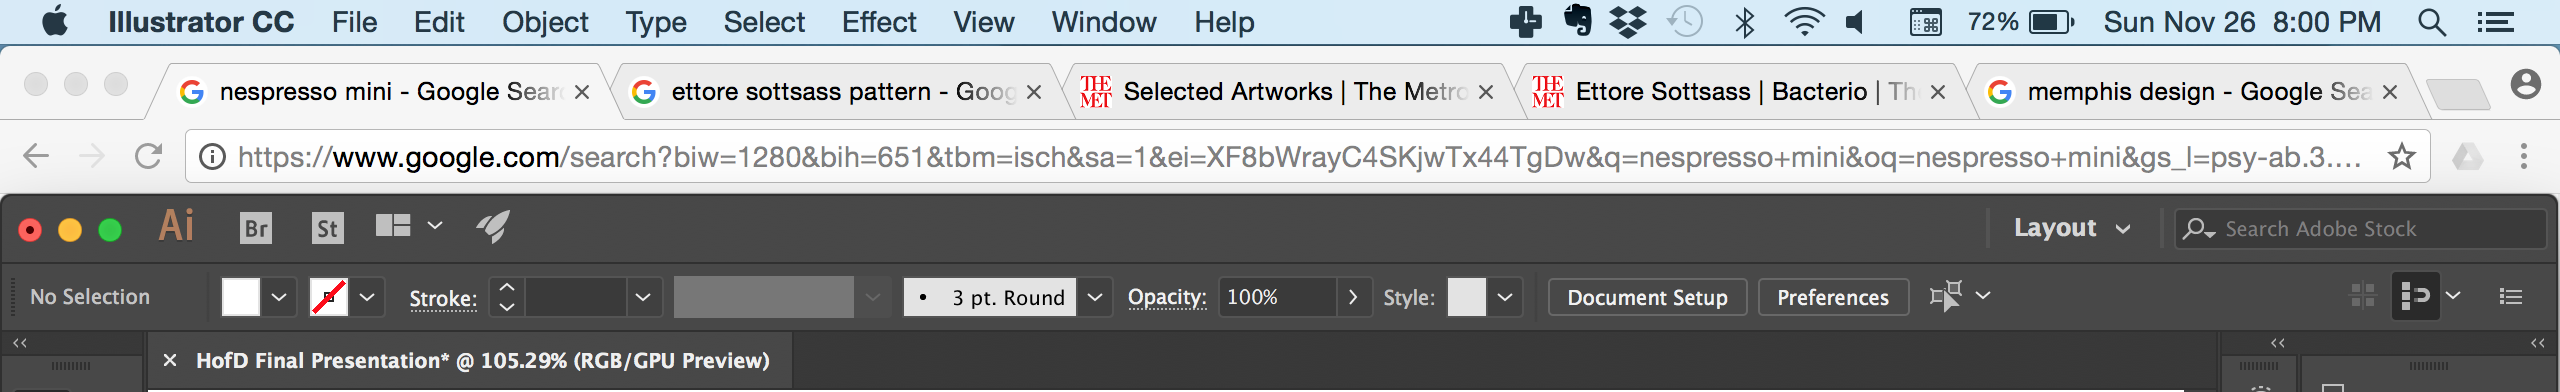 Illustrator CC File Edit Object Type Select Effect View Window Help 72% Sun Nov 26 8:00 PM
nespresso mini - Google Sear ettore sottsass pattern - Goog THE MET Selected Artworks | The Metro THE MET Ettore Sottsass | Bacterio | Th memphis design - Google Sea
https://www.google.com/search?biw=1280&bih=651&tbm=isch&sa=1&ei=XF8bWrayC4SKjwTx44TgDw&q=nespresso+mini&oq=nespresso+mini&gs_l=psy-ab.3....
Ai Br St Layout Search Adobe Stock
No Selection Stroke: 3 pt. Round Opacity: 100% Style: Document Setup Preferences
HofD Final Presentation* @ 105.29% (RGB/GPU Preview)